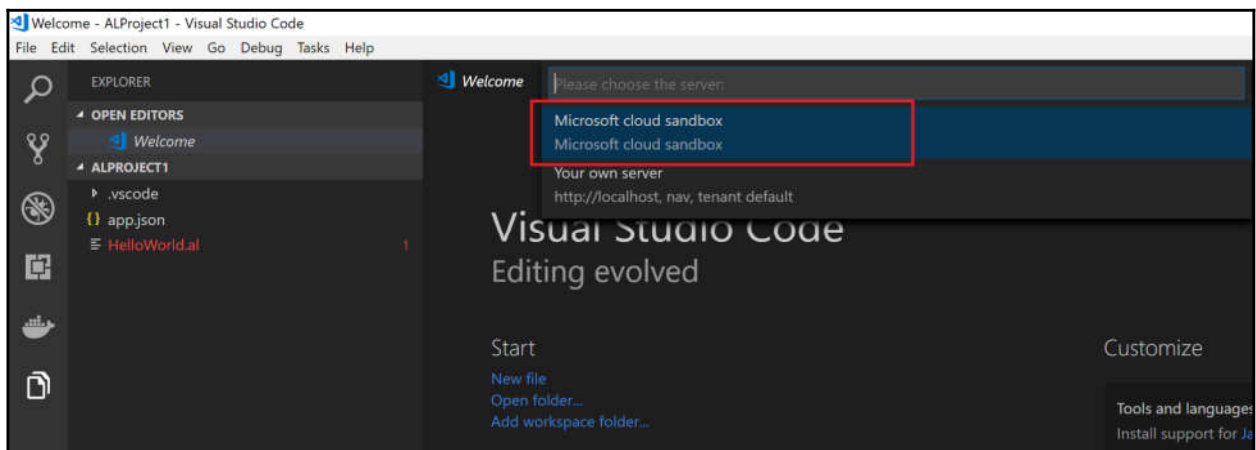 Welcome - ALProject1 - Visual Studio Code
File Edit Selection View Go Debug Tasks Help
EXPLORER
OPEN EDITORS
Welcome
ALPROJECT1
.vscode
{} app.json
HelloWorld.al 1
Welcome
Please choose the server:
Microsoft cloud sandbox
Microsoft cloud sandbox
Your own server
http://localhost, nav, tenant default
Visual Studio Code
Editing evolved
Start
New file
Open folder...
Add workspace folder...
Customize
Tools and languages
Install support for Ja